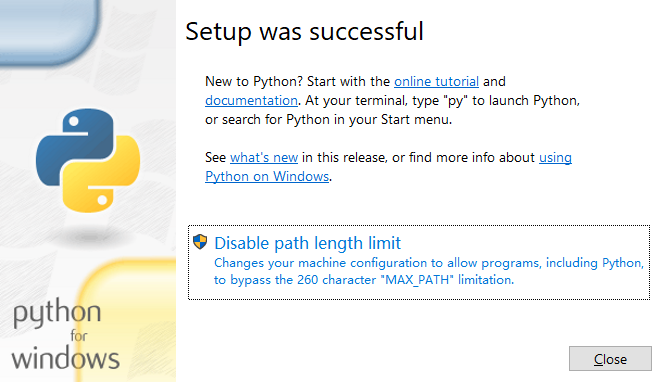 Setup was successful
New to Python? Start with the online tutorial and
documentation. At your terminal, type "py" to launch Python,
or search for Python in your Start menu.
See what's new in this release, or find more info about using
Python on Windows.
Disable path length limit
Changes your machine configuration to allow programs, including Python,
to bypass the 260 character "MAX_PATH" limitation.
python
for
windows
Close